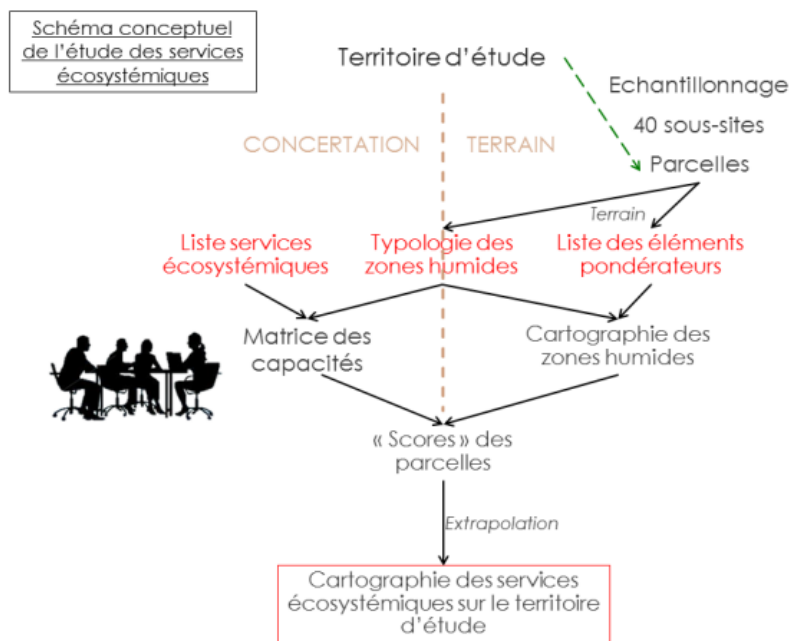 Schéma conceptuel
de l'étude des services
écosystémiques
Territoire d'étude
Echantillonnage
40 sous-sites
Parcelles
CONCERTATION
TERRAIN
Terrain
Liste services
écosystémiques
Typologie des
zones humides
Liste des éléments
pondérateurs
Matrice des
capacités
Cartographie des
zones humides
« Scores » des
parcelles
Extrapolation
Cartographie des services
écosystémiques sur le territoire
d'étude